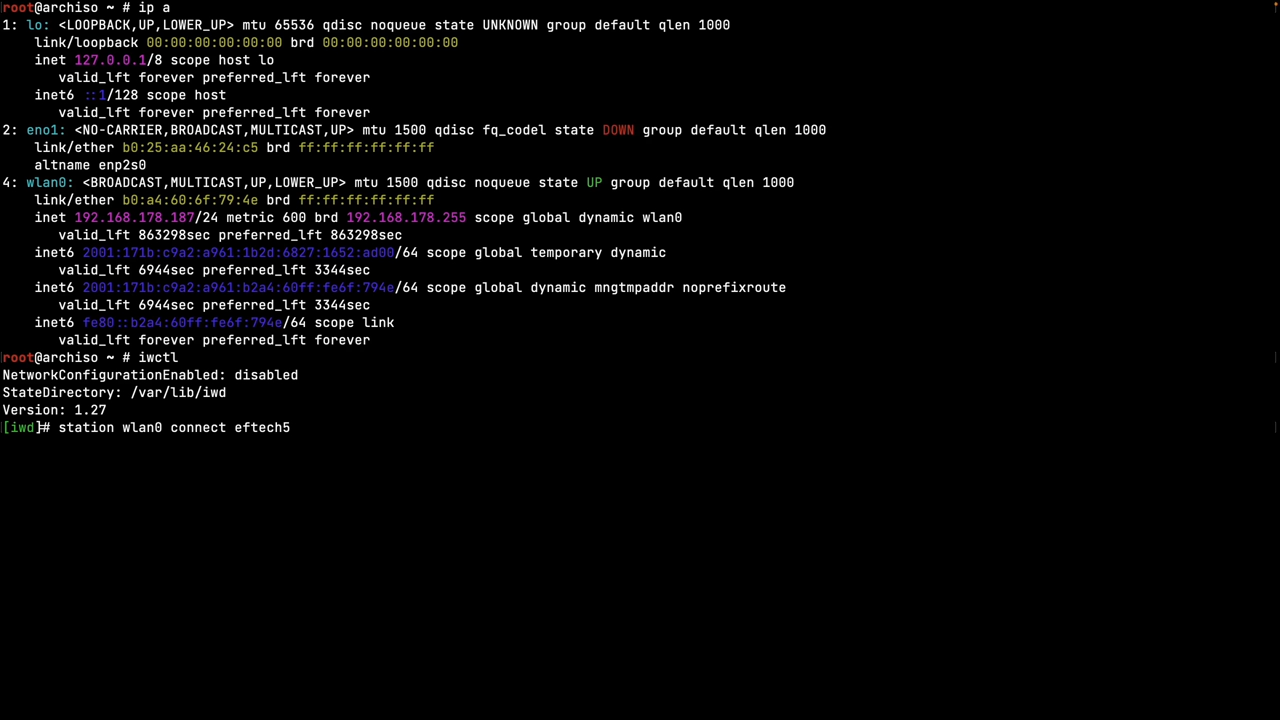 root@archiso ~ # ip a
1: lo: <LOOPBACK,UP,LOWER_UP> mtu 65536 qdisc noqueue state UNKNOWN group default qlen 1000
    link/loopback 00:00:00:00:00:00 brd 00:00:00:00:00:00
    inet 127.0.0.1/8 scope host lo
       valid_lft forever preferred_lft forever
    inet6 ::1/128 scope host
       valid_lft forever preferred_lft forever
2: eno1: <NO-CARRIER,BROADCAST,MULTICAST,UP> mtu 1500 qdisc fq_codel state DOWN group default qlen 1000
    link/ether b0:25:aa:46:24:c5 brd ff:ff:ff:ff:ff:ff
    altname enp2s0
4: wlan0: <BROADCAST,MULTICAST,UP,LOWER_UP> mtu 1500 qdisc noqueue state UP group default qlen 1000
    link/ether b0:a4:60:6f:79:4e brd ff:ff:ff:ff:ff:ff
    inet 192.168.178.187/24 metric 600 brd 192.168.178.255 scope global dynamic wlan0
       valid_lft 863298sec preferred_lft 863298sec
    inet6 2001:171b:c9a2:a961:1b2d:6827:1652:ad00/64 scope global temporary dynamic
       valid_lft 6944sec preferred_lft 3344sec
    inet6 2001:171b:c9a2:a961:b2a4:60ff:fe6f:794e/64 scope global dynamic mngtmpaddr noprefixroute
       valid_lft 6944sec preferred_lft 3344sec
    inet6 fe80::b2a4:60ff:fe6f:794e/64 scope link
       valid_lft forever preferred_lft forever
root@archiso ~ # iwctl
NetworkConfigurationEnabled: disabled
StateDirectory: /var/lib/iwd
Version: 1.27
[iwd]# station wlan0 connect eftech5